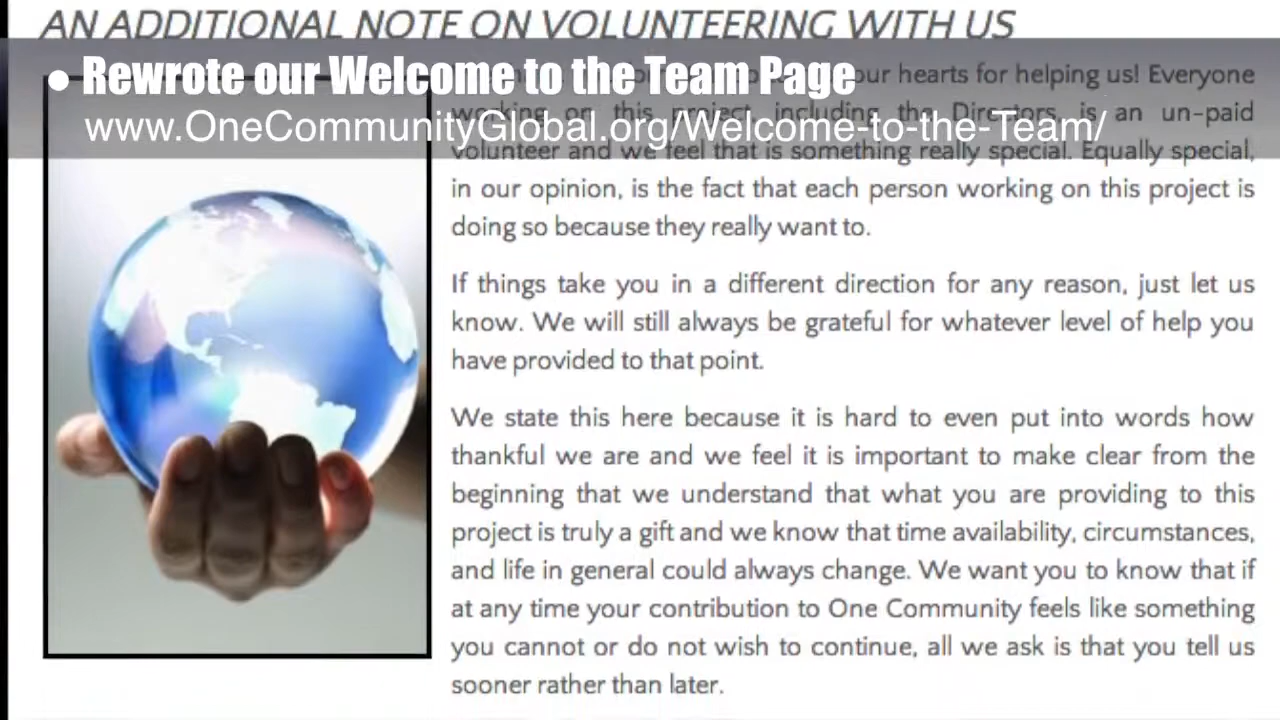 AN ADDITIONAL NOTE ON VOLUNTEERING WITH US
• Rewrote our Welcome to the Team Page
www.OneCommunityGlobal.org/Welcome-to-the-Team/
our hearts for helping us! Everyone
working on this project, including the Directors, is an un-paid
volunteer and we feel that is something really special. Equally special,
in our opinion, is the fact that each person working on this project is
doing so because they really want to.
If things take you in a different direction for any reason, just let us
know. We will still always be grateful for whatever level of help you
have provided to that point.
We state this here because it is hard to even put into words how
thankful we are and we feel it is important to make clear from the
beginning that we understand that what you are providing to this
project is truly a gift and we know that time availability, circumstances,
and life in general could always change. We want you to know that if
at any time your contribution to One Community feels like something
you cannot or do not wish to continue, all we ask is that you tell us
sooner rather than later.